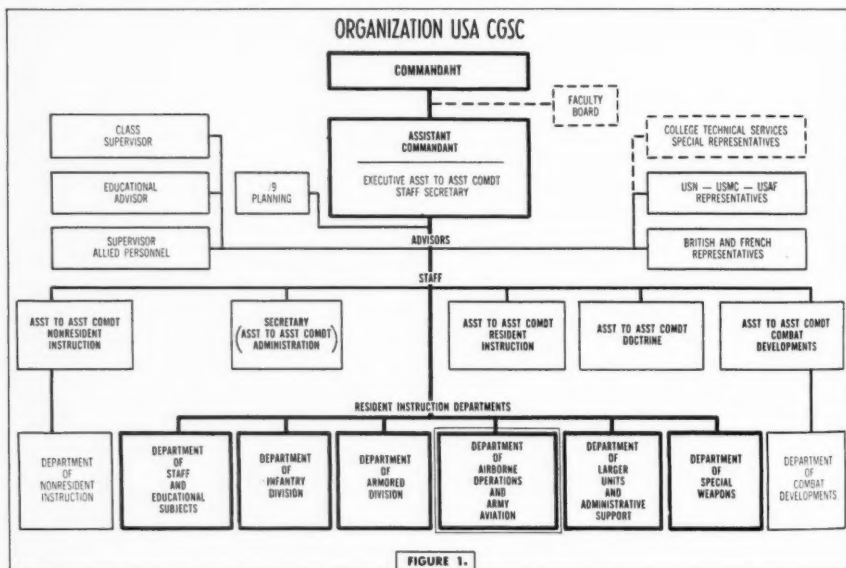 ORGANIZATION USA CGSC
COMMANDANT
FACULTY
BOARD
ASSISTANT
COMMANDANT
EXECUTIVE ASST TO ASST COMDT
STAFF SECRETARY
CLASS
SUPERVISOR
EDUCATIONAL
ADVISOR
SUPERVISOR
ALLIED PERSONNEL
/9
PLANNING
COLLEGE TECHNICAL SERVICES
SPECIAL REPRESENTATIVES
USN — USMC — USAF
REPRESENTATIVES
BRITISH AND FRENCH
REPRESENTATIVES
ADVISORS
STAFF
ASST TO ASST COMDT
NONRESIDENT
INSTRUCTION
SECRETARY
(ASST TO ASST COMDT
ADMINISTRATION)
ASST TO ASST COMDT
RESIDENT
INSTRUCTION
ASST TO ASST COMDT
DOCTRINE
ASST TO ASST COMDT
COMBAT
DEVELOPMENTS
RESIDENT INSTRUCTION DEPARTMENTS
DEPARTMENT
OF
NONRESIDENT
INSTRUCTION
DEPARTMENT
OF
STAFF
AND
EDUCATIONAL
SUBJECTS
DEPARTMENT
OF
INFANTRY
DIVISION
DEPARTMENT
OF
ARMORED
DIVISION
DEPARTMENT
OF
AIRBORNE
OPERATIONS
AND
ARMY
AVIATION
DEPARTMENT
OF
LARGER
UNITS
AND
ADMINISTRATIVE
SUPPORT
DEPARTMENT
OF
SPECIAL
WEAPONS
DEPARTMENT
OF
COMBAT
DEVELOPMENTS
FIGURE 1.